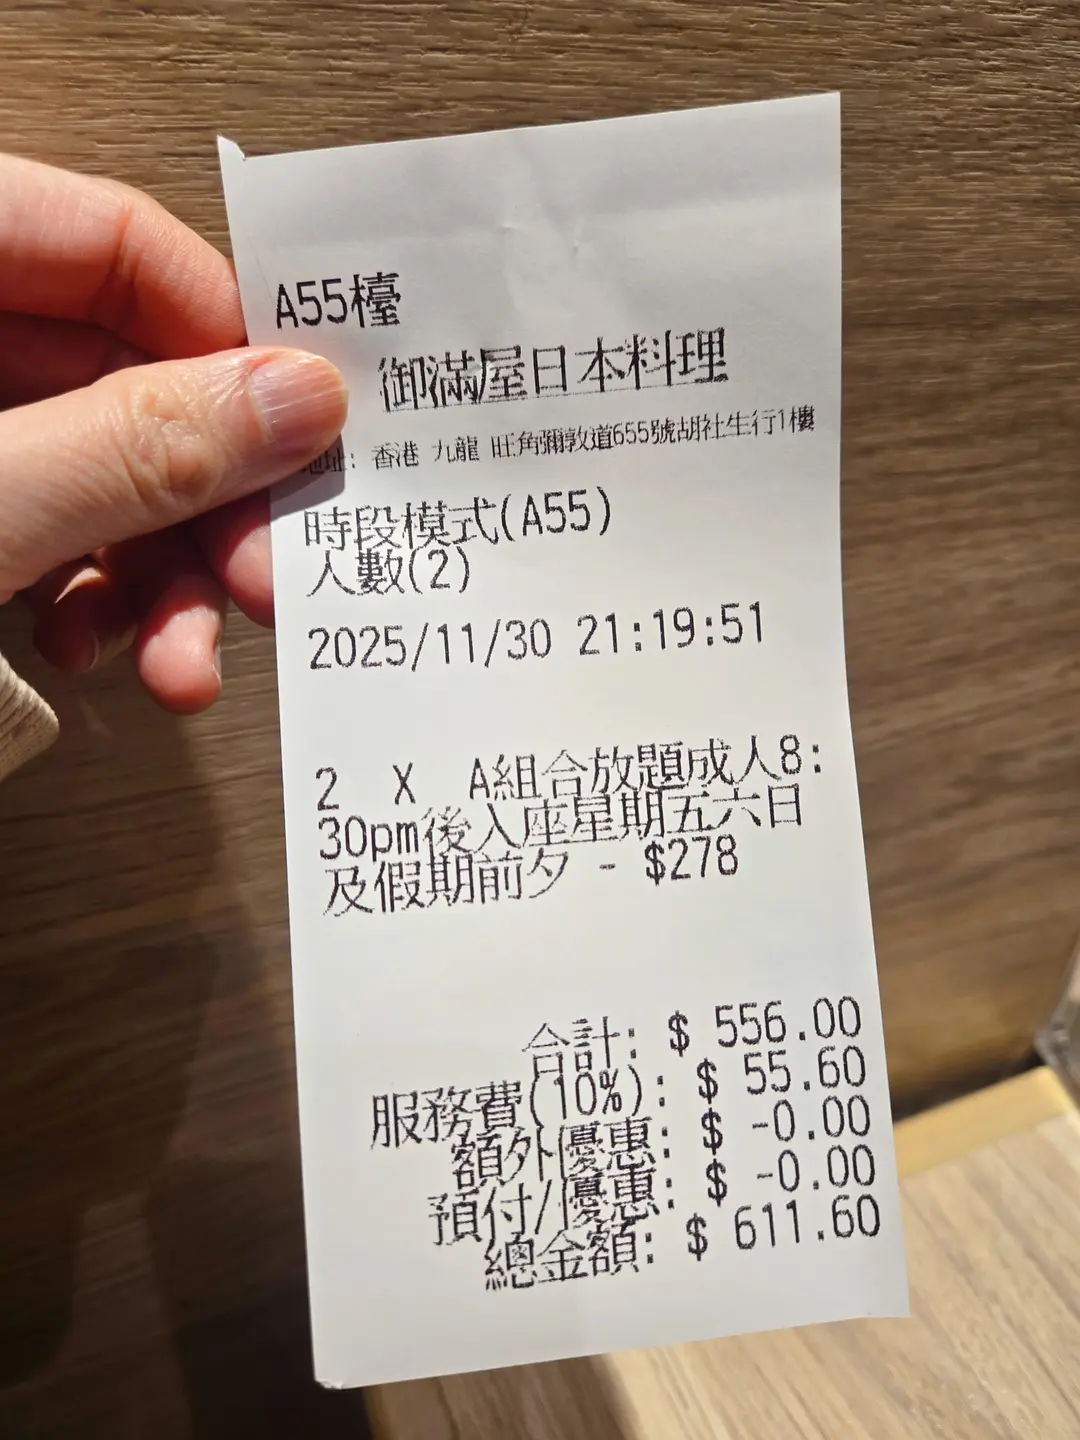 A55檯
御滿屋日本料理
地址: 香港 九龍 旺角彌敦道655號胡社生行1樓
時段模式(A55)
人數(2)
2025/11/30 21:19:51
2 X A組合放題成人8:
30pm後入座星期五六日
及假期前夕 - $278
合計: $ 556.00
服務費(10%): $ 55.60
額外優惠: $ -0.00
預付/優惠: $ -0.00
總金額: $ 611.60